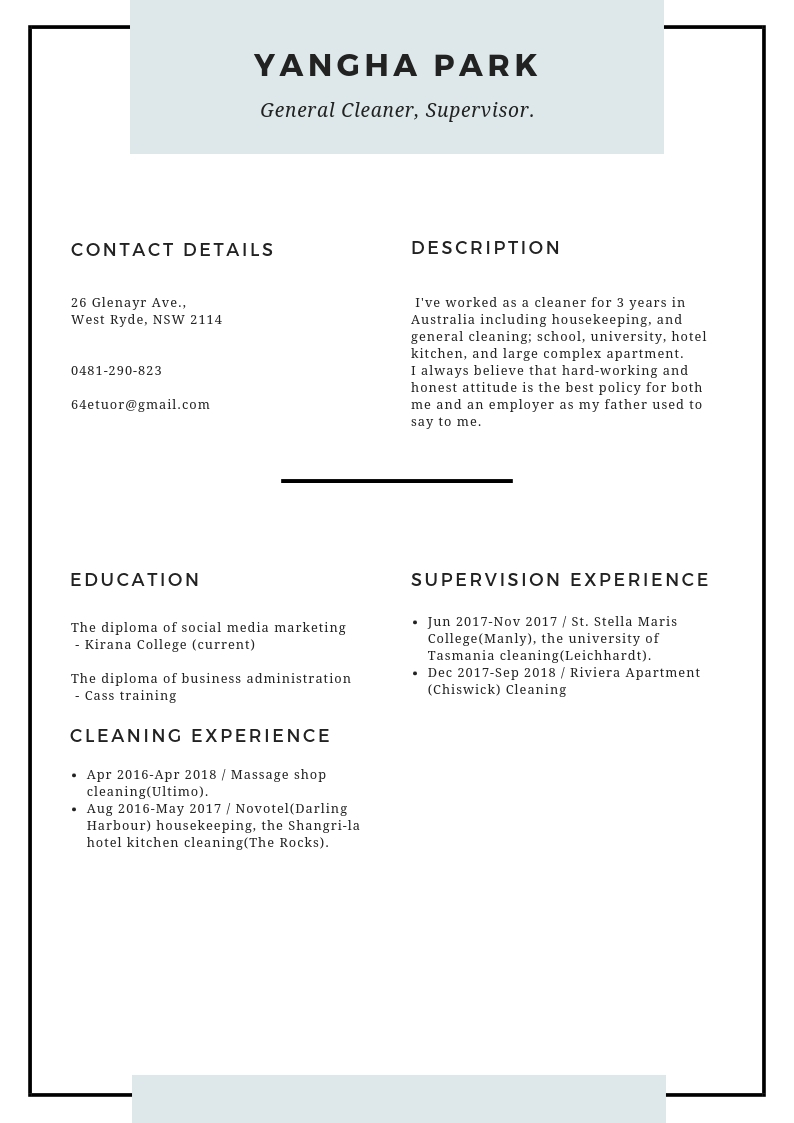 YANGHA PARK
General Cleaner, Supervisor.
CONTACT DETAILS
26 Glenayr Ave.,
West Ryde, NSW 2114
0481-290-823
64etuor@gmail.com
DESCRIPTION
I've worked as a cleaner for 3 years in
Australia including housekeeping, and
general cleaning; school, university, hotel
kitchen, and large complex apartment.
I always believe that hard-working and
honest attitude is the best policy for both
me and an employer as my father used to
say to me.
EDUCATION
The diploma of social media marketing
- Kirana College (current)
The diploma of business administration
- Cass training
CLEANING EXPERIENCE
• Apr 2016-Apr 2018 / Massage shop
cleaning(Ultimo).
• Aug 2016-May 2017 / Novotel(Darling
Harbour) housekeeping, the Shangri-la
hotel kitchen cleaning(The Rocks).
SUPERVISION EXPERIENCE
• Jun 2017-Nov 2017 / St. Stella Maris
College(Manly), the university of
Tasmania cleaning(Leichhardt).
• Dec 2017-Sep 2018 / Riviera Apartment
(Chiswick) Cleaning